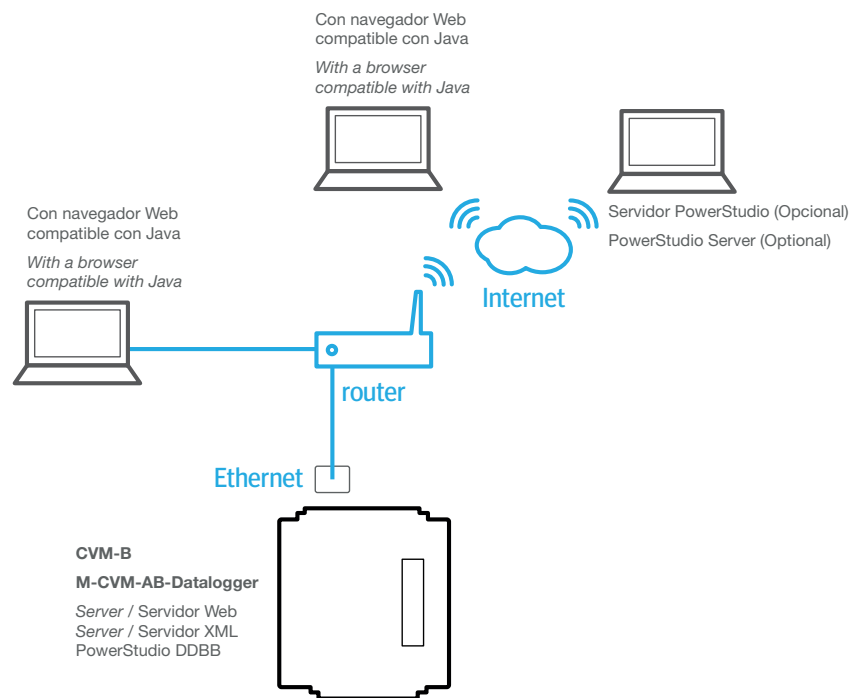 Con navegador Web
compatible con Java
With a browser
compatible with Java
Servidor PowerStudio (Opcional)
PowerStudio Server (Optional)
Con navegador Web
compatible con Java
With a browser
compatible with Java
Internet
router
Ethernet
CVM-B
M-CVM-AB-Datalogger
Server / Servidor Web
Server / Servidor XML
PowerStudio DDBB